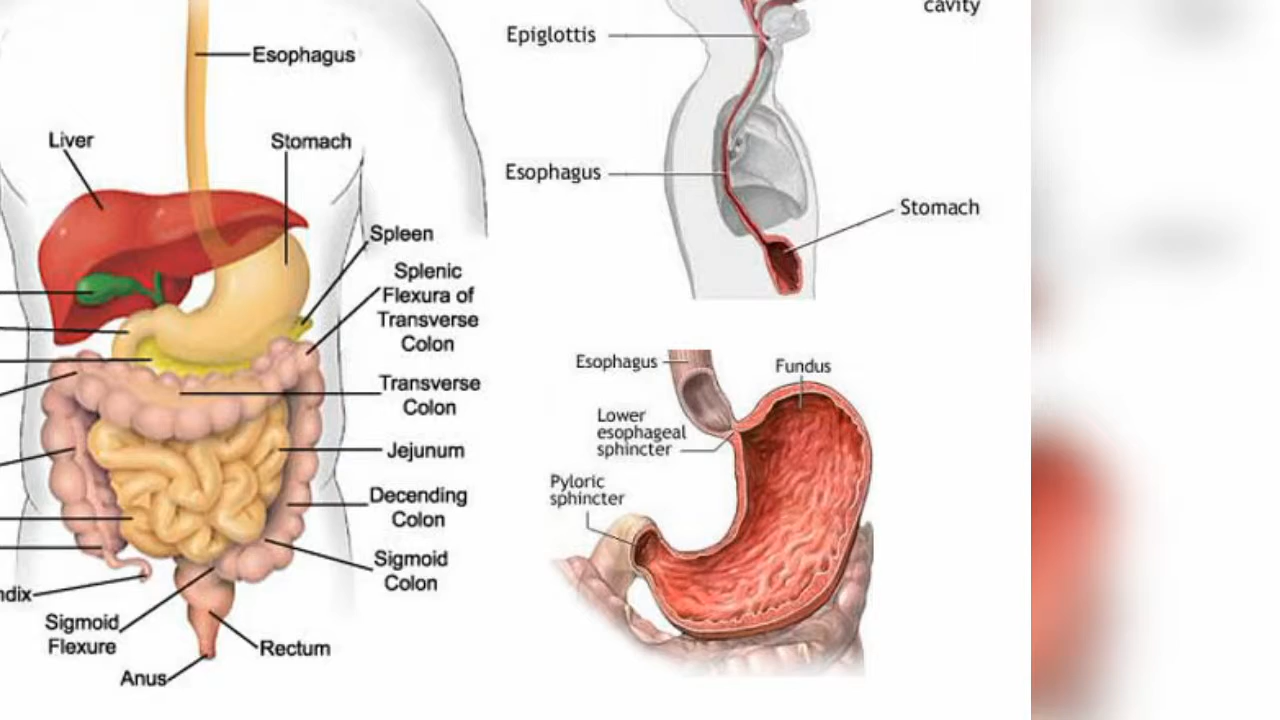 Esophagus
Liver
Stomach
Spleen
Splenic
Flexura of
Transverse
Colon
Transverse
Colon
Jejunum
Decending
Colon
Sigmoid
Colon
ndix
Sigmoid
Flexure
Rectum
Anus
cavity
Epiglottis
Esophagus
Stomach
Esophagus
Fundus
Lower
esophageal
sphincter
Pyloric
sphincter